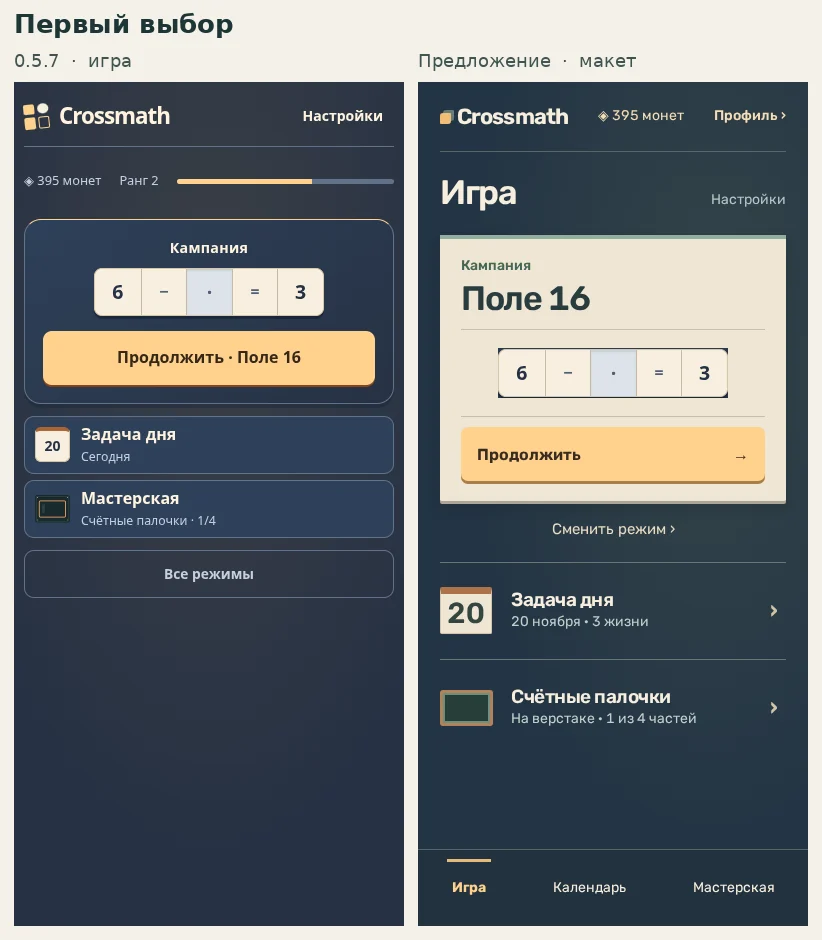 Первый выбор
0.5.7 · игра
Crossmath
Настройки
◈ 395 монет Ранг 2
Кампания
6 − · = 3
Продолжить · Поле 16
20
Задача дня
Сегодня
Мастерская
Счётные палочки · 1/4
Все режимы
Предложение · макет
Crossmath
◈ 395 монет
Профиль ›
Игра
Настройки
Кампания
Поле 16
6 − · = 3
Продолжить →
Сменить режим ›
20
Задача дня
20 ноября • 3 жизни
›
Счётные палочки
На верстаке • 1 из 4 частей
›
Игра
Календарь
Мастерская